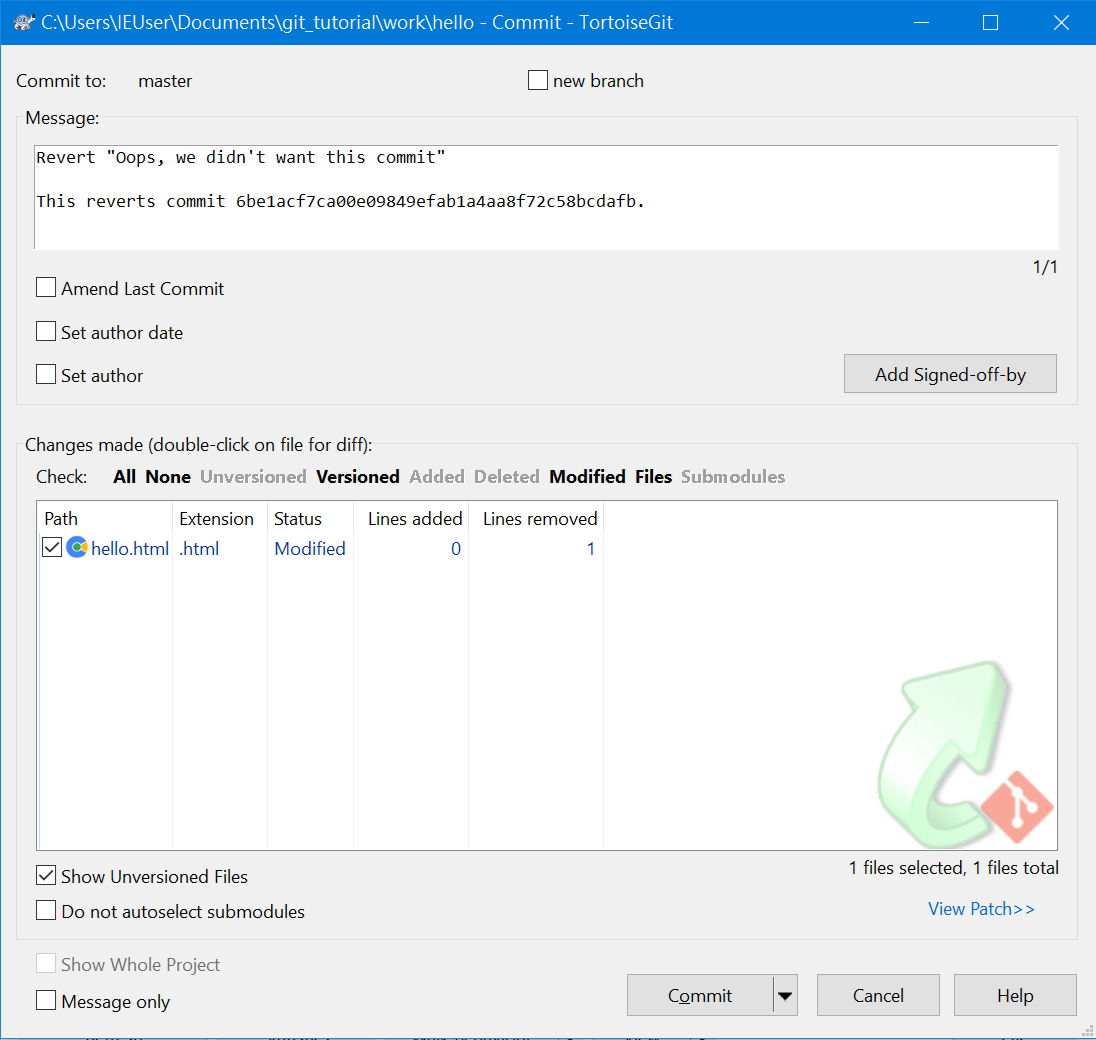 C:\Users\IEUser\Documents\git_tutorial\work\hello - Commit - TortoiseGit
Commit to: master new branch
Message:
Revert "Oops, we didn't want this commit"
This reverts commit 6be1acf7ca00e09849efab1a4aa8f72c58bcdafb.
1/1
Amend Last Commit
Set author date
Set author Add Signed-off-by
Changes made (double-click on file for diff):
Check: All None Unversioned Versioned Added Deleted Modified Files Submodules
Path Extension Status Lines added Lines removed
hello.html .html Modified 0 1
Show Unversioned Files 1 files selected, 1 files total
Do not autoselect submodules View Patch>>
Show Whole Project
Message only Commit Cancel Help